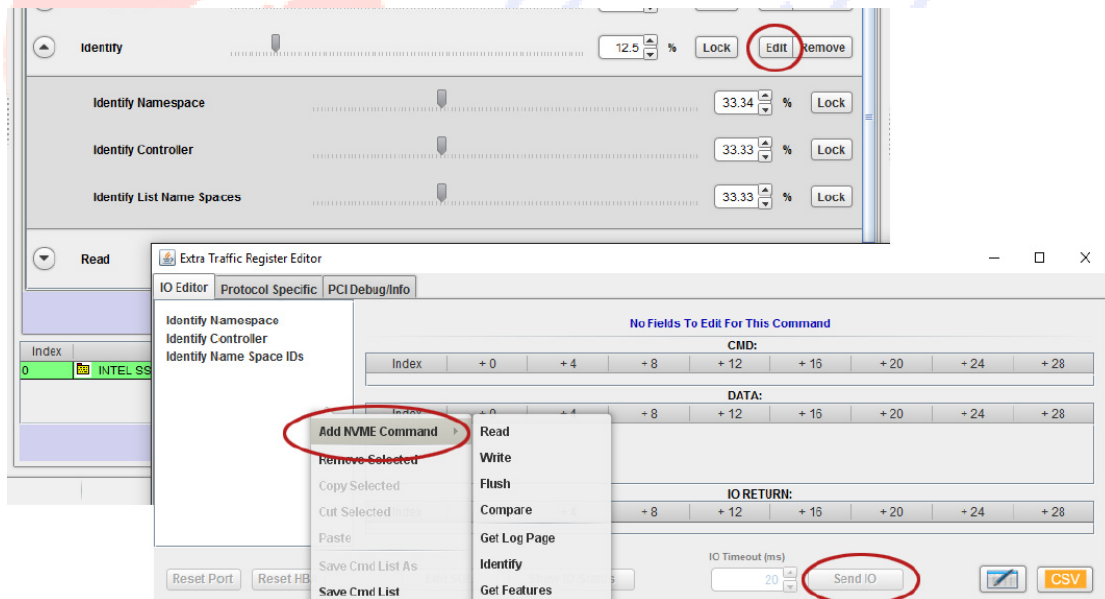 Identify 12.5 % Lock Edit Remove
Identify Namespace 33.34 % Lock
Identify Controller 33.33 % Lock
Identify List Name Spaces 33.33 % Lock
Read
Extra Traffic Register Editor
IO Editor Protocol Specific PCI Debug/Info
Identify Namespace
Identify Controller
Identify Name Space IDs
No Fields To Edit For This Command
CMD:
Index + 0 + 4 + 8 + 12 + 16 + 20 + 24 + 28
DATA:
Index + 0 + 4 + 8 + 12 + 16 + 20 + 24 + 28
Index
0 INTEL SS
Add NVME Command
Remove Selected
Copy Selected
Cut Selected
Paste
Save Cmd List As
Save Cmd List
Read
Write
Flush
Compare
Get Log Page
Identify
Get Features
IO RETURN:
+ 8 + 12 + 16 + 20 + 24 + 28
IO Timeout (ms)
Reset Port Reset HB 20 Send IO CSV